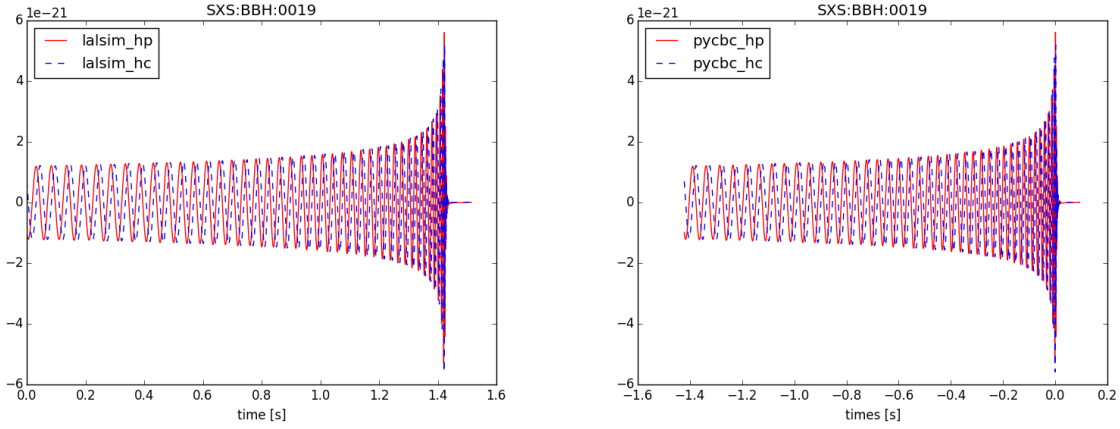 SXS:BBH:0019
1e−21
6
4
2
0
−2
−4
−6
lalsim_hp
lalsim_hc
0.0 0.2 0.4 0.6 0.8 1.0 1.2 1.4 1.6
time [s]
SXS:BBH:0019
1e−21
6
4
2
0
−2
−4
−6
pycbc_hp
pycbc_hc
−1.6 −1.4 −1.2 −1.0 −0.8 −0.6 −0.4 −0.2 0.0 0.2
times [s]